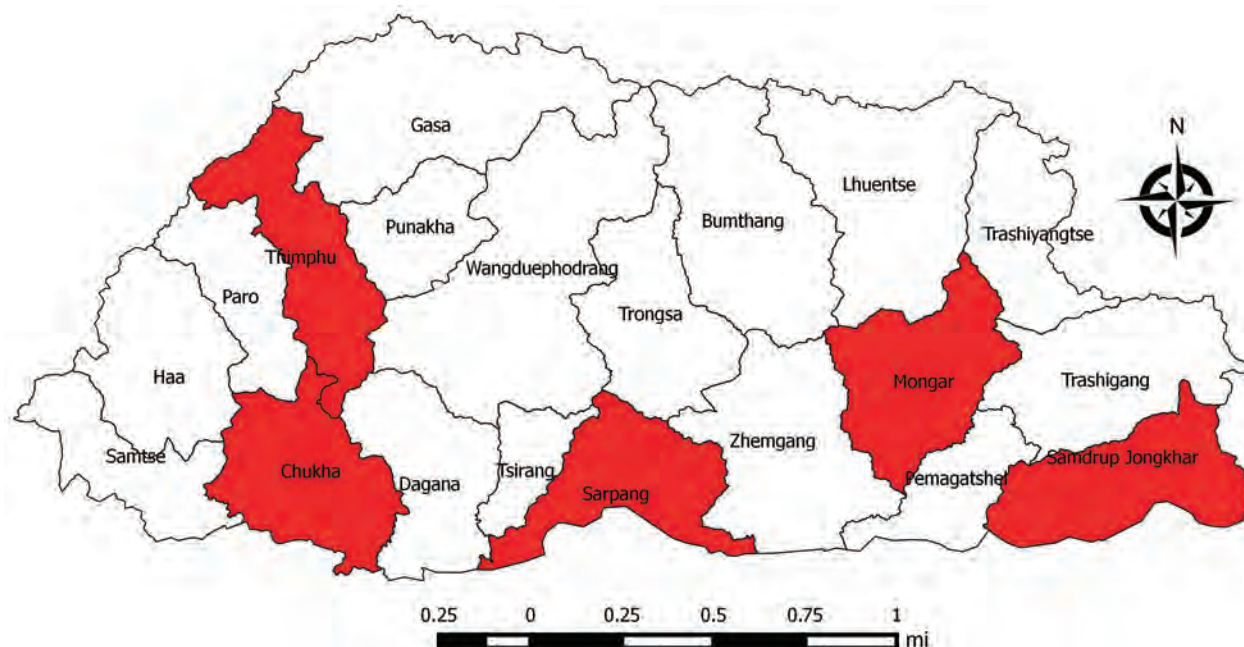 Gasa
N
Lhuentse
Bumthang
Punakha
Trashiyangtse
Thimphu
Wangduephodrang
Paro
Trongsa
Haa
Mongar
Trashigang
Zhemgang
Samtse
Samdrup Jongkhar
Chukha
Tsirang
Pemagatshel
Dagana
Sarpang
0.25 0 0.25 0.5 0.75 1
mi